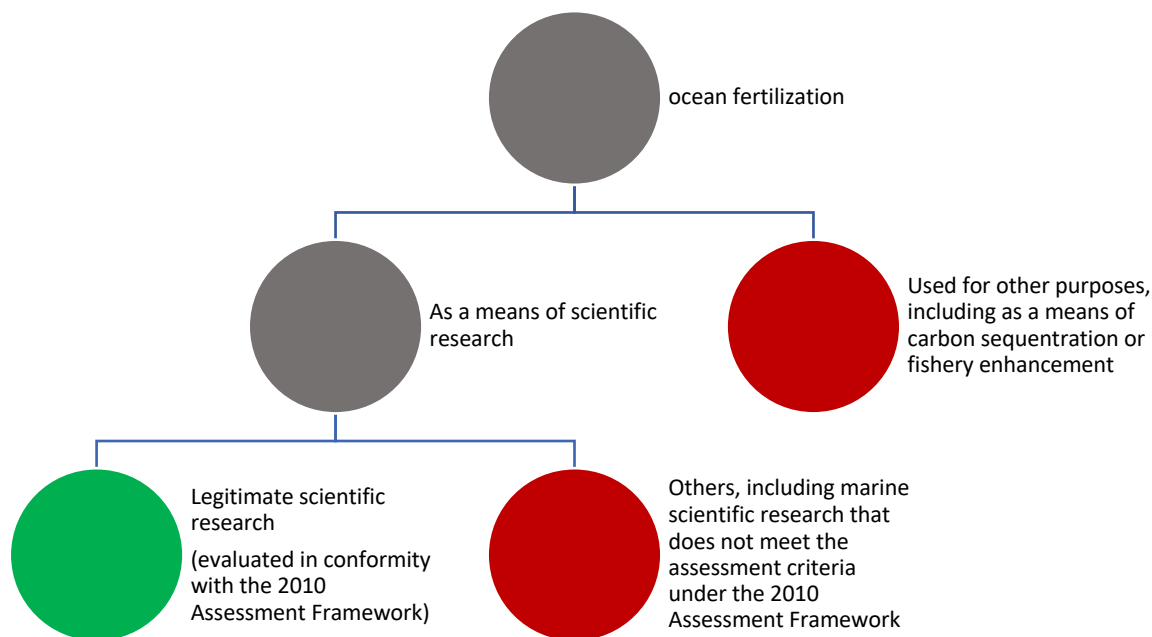 ocean fertilization
As a means of scientific
research
Used for other purposes,
including as a means of
carbon sequentration or
fishery enhancement
Legitimate scientific
research
(evaluated in conformity
with the 2010
Assessment Framework)
Others, including marine
scientific research that
does not meet the
assessment criteria
under the 2010
Assessment Framework